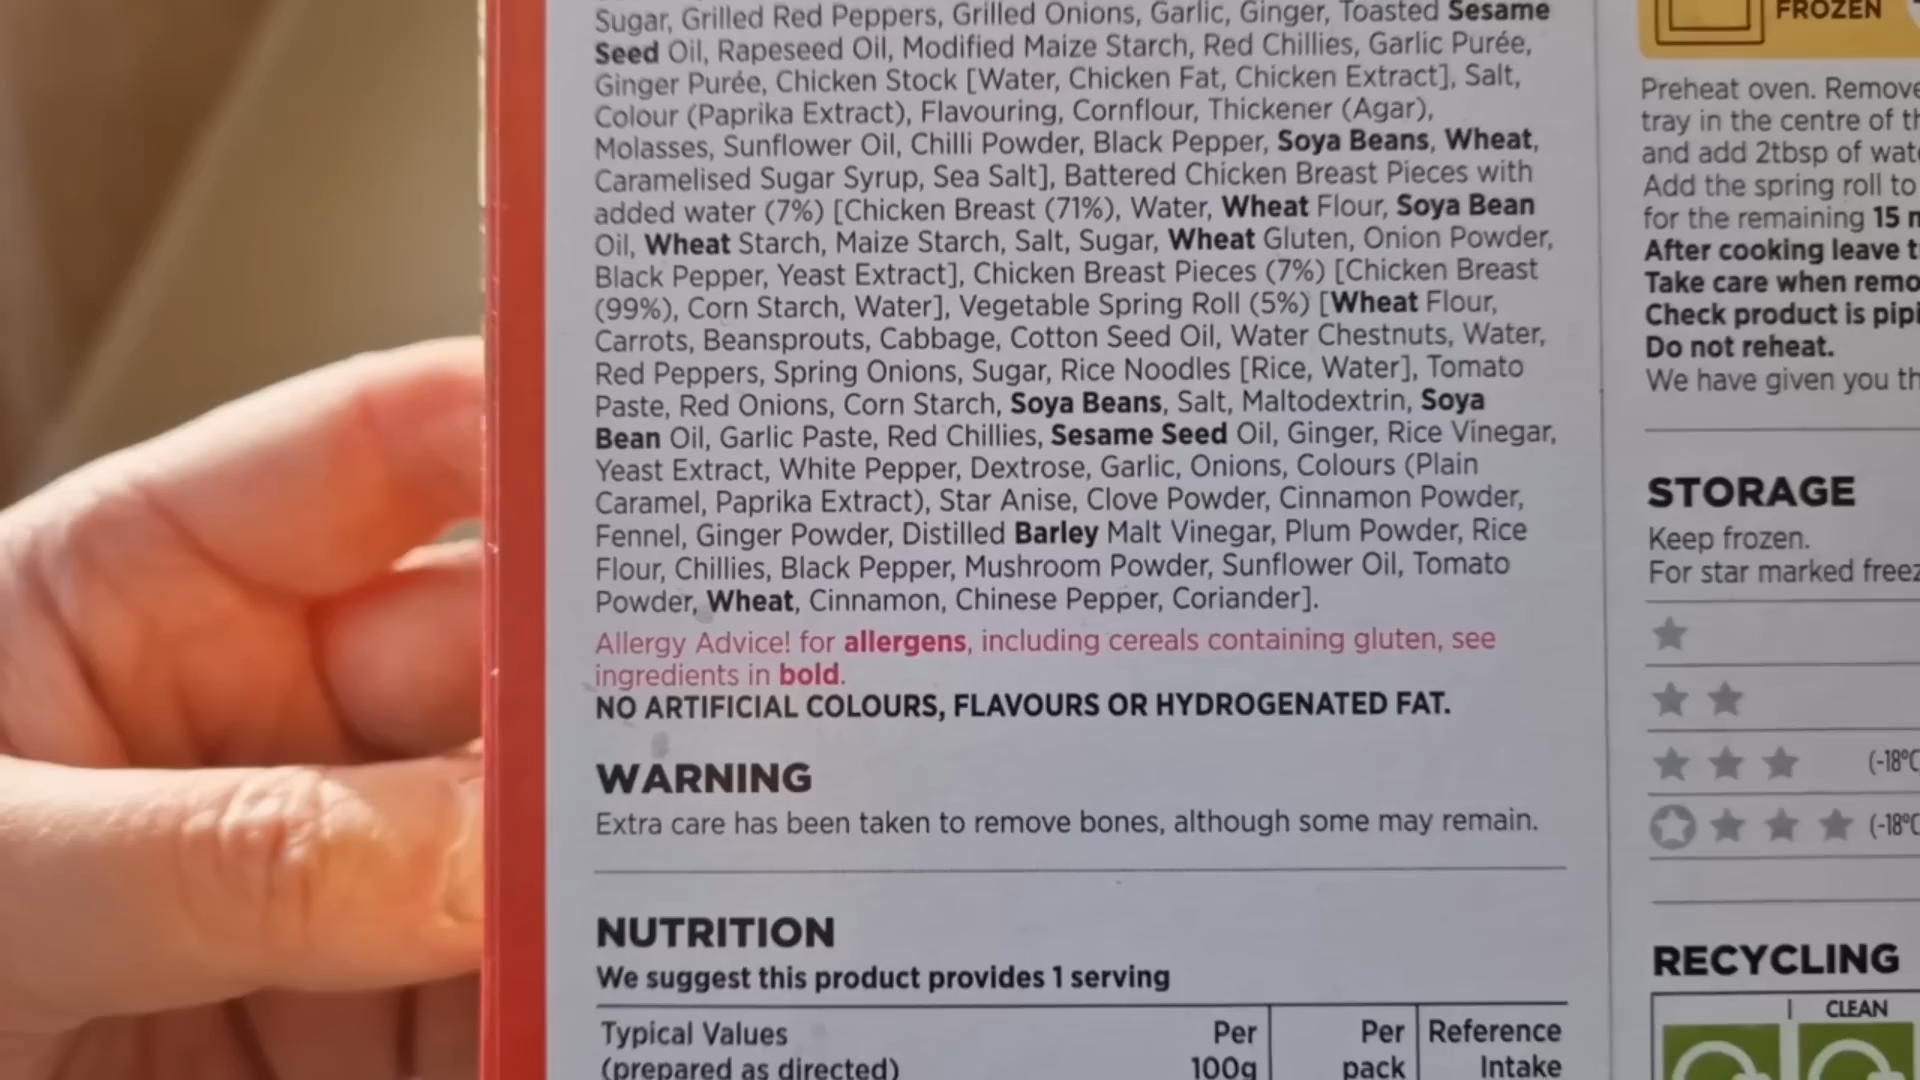 Sugar, Grilled Red Peppers, Grilled Onions, Garlic, Ginger, Toasted Sesame
Seed Oil, Rapeseed Oil, Modified Maize Starch, Red Chillies, Garlic Purée,
Ginger Purée, Chicken Stock [Water, Chicken Fat, Chicken Extract], Salt,
Colour (Paprika Extract), Flavouring, Cornflour, Thickener (Agar),
Molasses, Sunflower Oil, Chilli Powder, Black Pepper, Soya Beans, Wheat,
Caramelised Sugar Syrup, Sea Salt], Battered Chicken Breast Pieces with
added water (7%) [Chicken Breast (71%), Water, Wheat Flour, Soya Bean
Oil, Wheat Starch, Maize Starch, Salt, Sugar, Wheat Gluten, Onion Powder,
Black Pepper, Yeast Extract], Chicken Breast Pieces (7%) [Chicken Breast
(99%), Corn Starch, Water], Vegetable Spring Roll (5%) [Wheat Flour,
Carrots, Beansprouts, Cabbage, Cotton Seed Oil, Water Chestnuts, Water,
Red Peppers, Spring Onions, Sugar, Rice Noodles [Rice, Water], Tomato
Paste, Red Onions, Corn Starch, Soya Beans, Salt, Maltodextrin, Soya
Bean Oil, Garlic Paste, Red Chillies, Sesame Seed Oil, Ginger, Rice Vinegar,
Yeast Extract, White Pepper, Dextrose, Garlic, Onions, Colours (Plain
Caramel, Paprika Extract), Star Anise, Clove Powder, Cinnamon Powder,
Fennel, Ginger Powder, Distilled Barley Malt Vinegar, Plum Powder, Rice
Flour, Chillies, Black Pepper, Mushroom Powder, Sunflower Oil, Tomato
Powder, Wheat, Cinnamon, Chinese Pepper, Coriander].
Allergy Advice! for allergens, including cereals containing gluten, see
ingredients in bold.
NO ARTIFICIAL COLOURS, FLAVOURS OR HYDROGENATED FAT.
WARNING
Extra care has been taken to remove bones, although some may remain.
NUTRITION
We suggest this product provides 1 serving
Typical Values Per Per Reference
(prepared as directed) 100g pack Intake
FROZEN
Preheat oven. Remove
tray in the centre of
and add 2tbsp of
Add the spring roll to
for the remaining 15
After cooking leave
Take care when
Check product is
Do not reheat.
We have given you
STORAGE
Keep frozen.
For star marked
(-18°C
(-18°C
RECYCLING
CLEAN